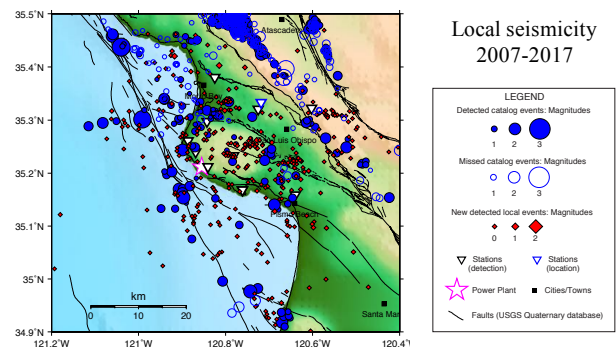 Local seismicity
2007-2017
35.5˚
35.4˚
35.3˚
35.2˚
35.1˚
35˚
34.9˚
121.2˚
121˚
120.8˚
120.6˚
120.4˚
Atascadero
Luis Obispo
Pismo Beach
Santa Mar
km
0 10 20
LEGEND
Detected catalog events: Magnitudes
1 2 3
Missed catalog events: Magnitudes
1 2 3
New detected local events: Magnitudes
0 1 2
Stations
(detection)
Stations
(location)
Power Plant
Cities/Towns
Faults (USGS Quaternary database)